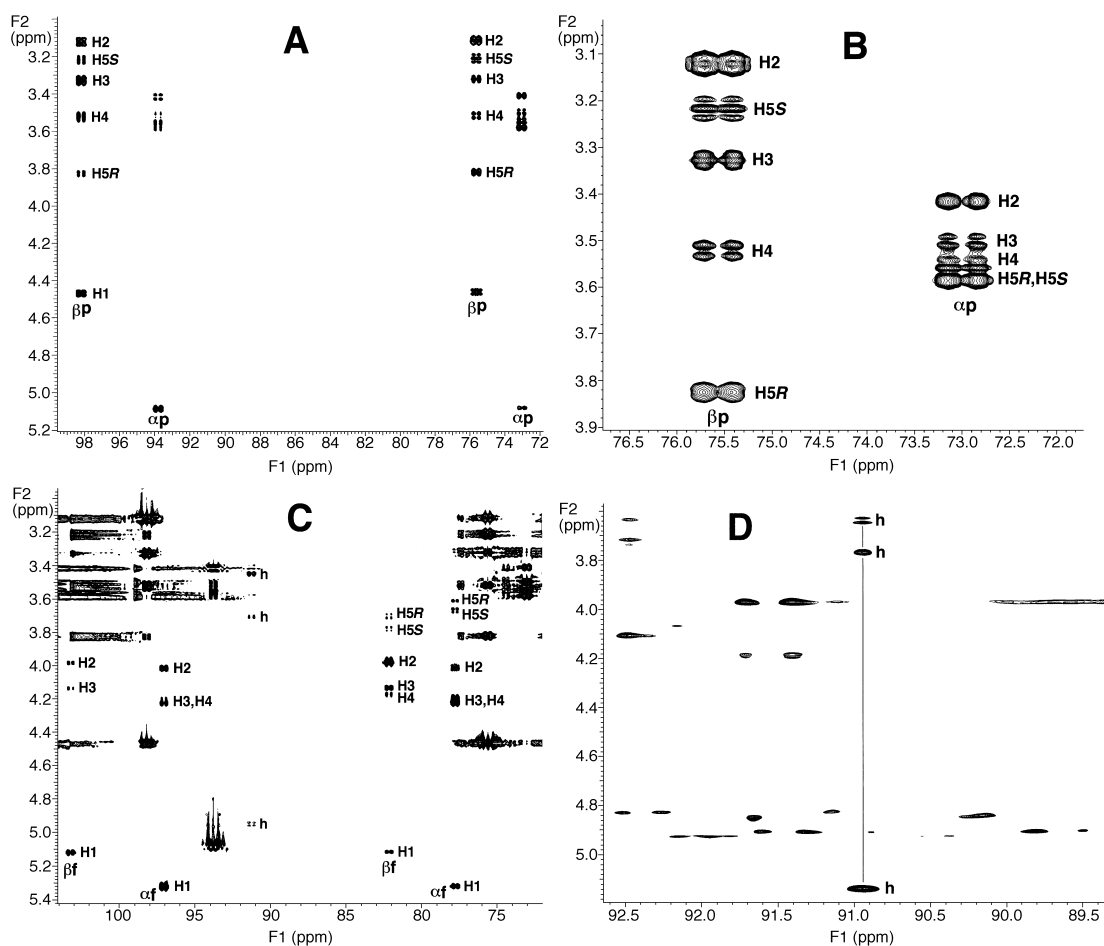 F2
(ppm)
A
3.2
3.4
3.6
3.8
4.0
4.2
4.4
4.6
4.8
5.0
5.2
H2
H5S
H3
H4
H5R
H1
βp
αp
H2
H5S
H3
H4
H5R
H1
βp
αp
98 96 94 92 90 88 86 84 82 80 78 76 74 72
F1 (ppm)
F2
(ppm)
B
3.1
3.2
3.3
3.4
3.5
3.6
3.7
3.8
3.9
H2
H5S
H3
H4
H5R
βp
H2
H3
H4
H5R,H5S
αp
76.5 76.0 75.5 75.0 74.5 74.0 73.5 73.0 72.5 72.0
F1 (ppm)
F2
(ppm)
C
3.2
3.4
3.6
3.8
4.0
4.2
4.4
4.6
4.8
5.0
5.2
5.4
h
h
H2
H3
H2
H3,H4
h
H1
βf
αf H1
H5R
H5S
H2
H3
H4
H1
βf
H5R
H5S
H2
H3,H4
αf H1
100 95 90 85 80 75
F1 (ppm)
F2
(ppm)
D
3.8
4.0
4.2
4.4
4.6
4.8
5.0
h
h
h
92.5 92.0 91.5 91.0 90.5 90.0 89.5
F1 (ppm)